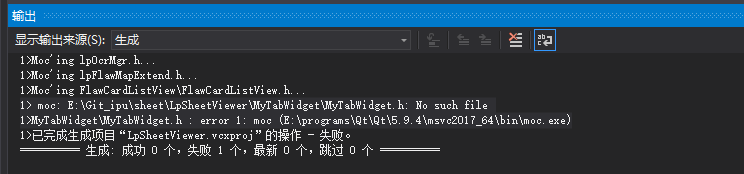 输出
显示输出来源(S): 生成
1>Moc'ing lpOcrMgr.h...
1>Moc'ing lpFlawMapExtend.h...
1>Moc'ing FlawCardListView\FlawCardListView.h...
1> moc: E:\Git_ipu\sheet\LpSheetViewer\MyTabWidget\MyTabWidget.h: No such file
1>MyTabWidget\MyTabWidget.h : error 1: moc (E:\programs\Qt\Qt\5.9.4\msvc2017_64\bin\moc.exe)
1>已完成生成项目“LpSheetViewer.vcxproj”的操作 - 失败。
========== 生成: 成功 0 个，失败 1 个，最新 0 个，跳过 0 个 ==========